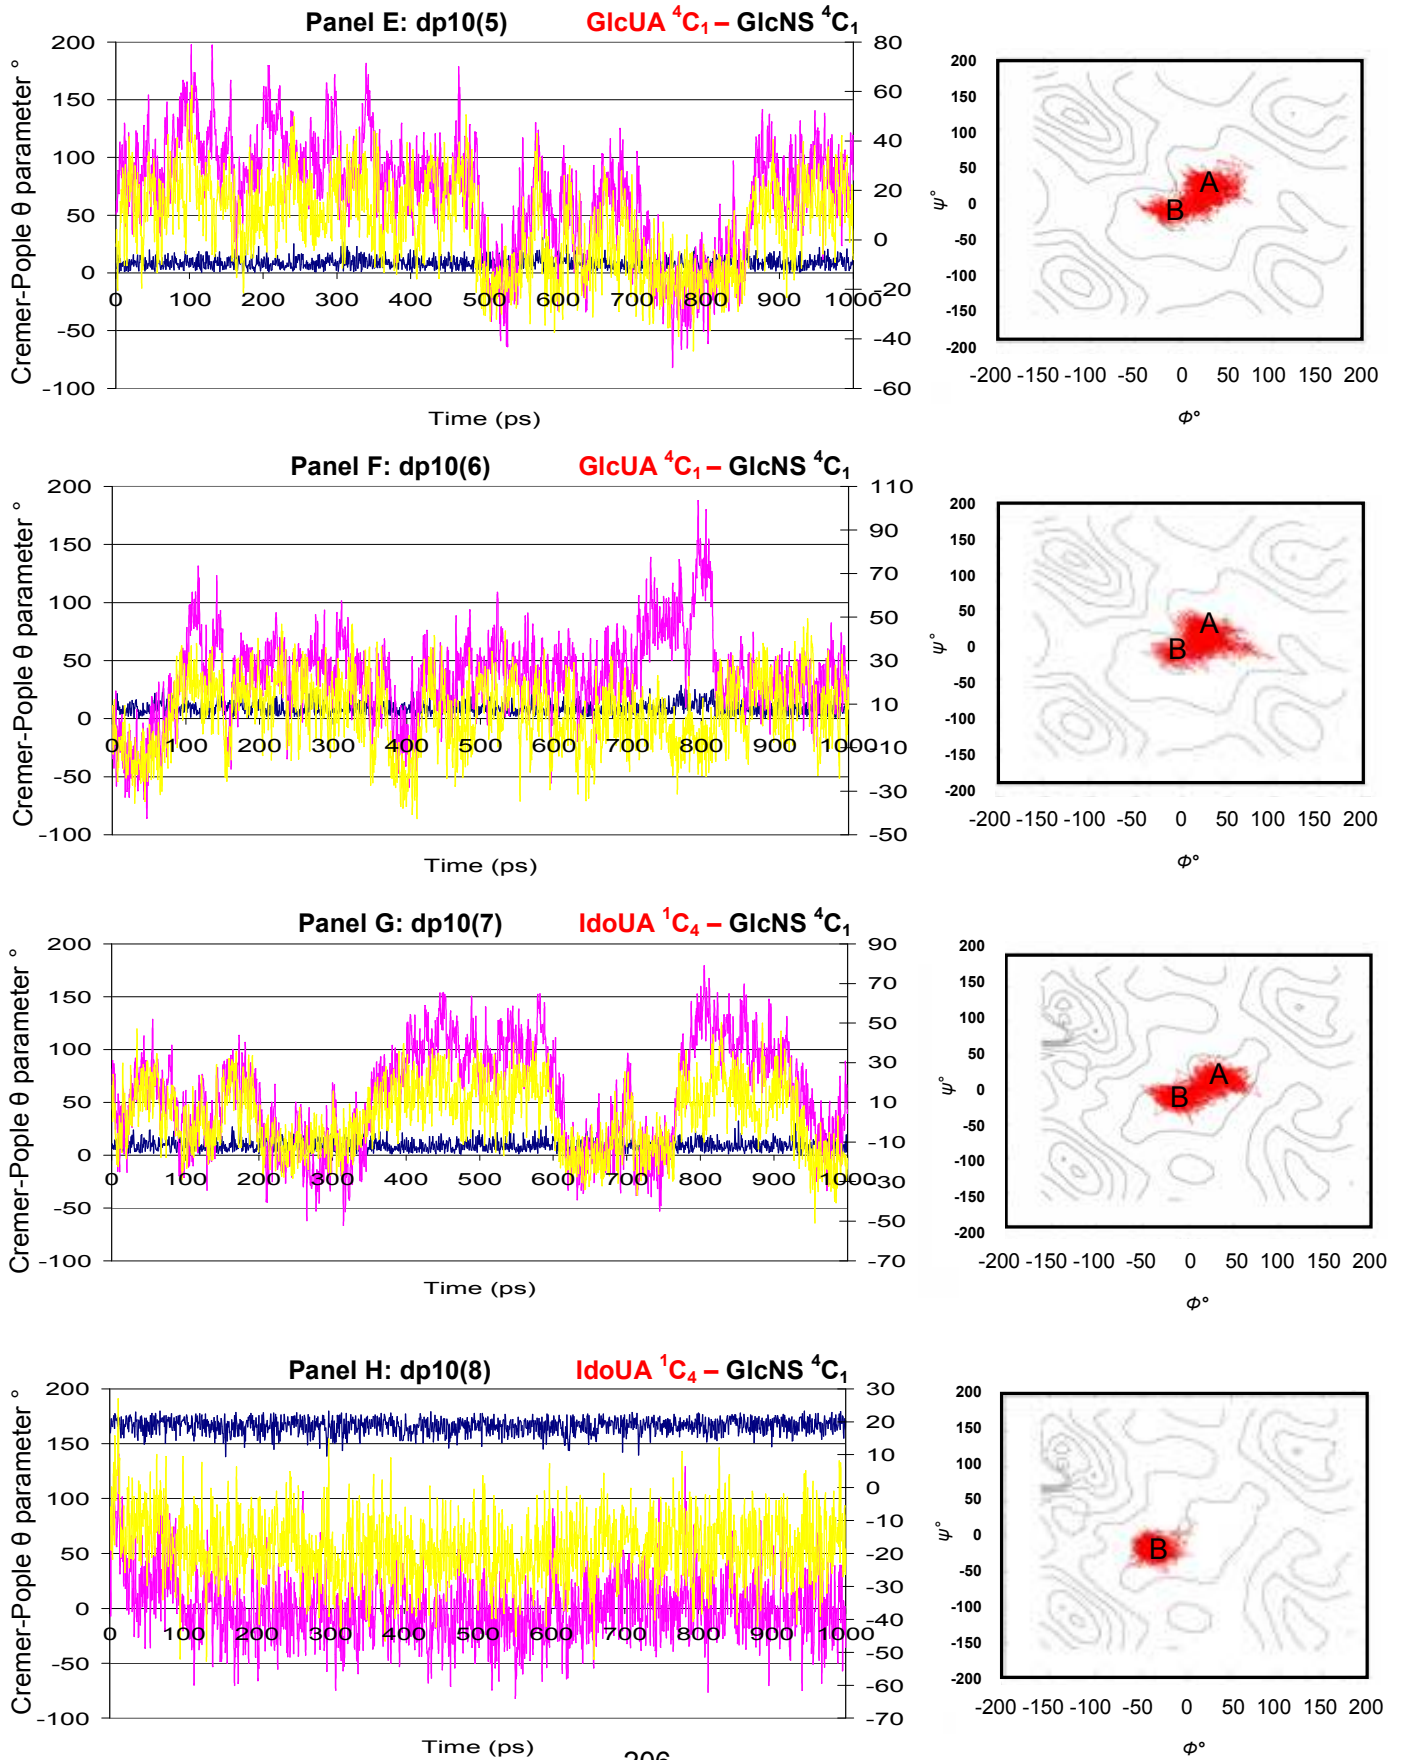 Panel E: dp10(5) GlcUA ⁴C₁ – GlcNS ⁴C₁
Cremer-Pople θ parameter °
200
150
100
50
0
-50
-100
0 100 200 300 400 500 600 700 800 900 1000
80
60
40
20
0
-20
-40
-60
Time (ps)
ψ°
200
150
100
50
0
-50
-100
-150
-200
A
B
-200 -150 -100 -50 0 50 100 150 200
Φ°
Panel F: dp10(6) GlcUA ⁴C₁ – GlcNS ⁴C₁
Cremer-Pople θ parameter °
200
150
100
50
0
-50
-100
0 100 200 300 400 500 600 700 800 900 1000
110
90
70
50
30
10
-10
-30
-50
Time (ps)
ψ°
200
150
100
50
0
-50
-100
-150
-200
A
B
-200 -150 -100 -50 0 50 100 150 200
Φ°
Panel G: dp10(7) IdoUA ¹C₄ – GlcNS ⁴C₁
Cremer-Pople θ parameter °
200
150
100
50
0
-50
-100
0 100 200 300 400 500 600 700 800 900 1000
90
70
50
30
10
-10
-30
-50
-70
Time (ps)
ψ°
200
150
100
50
0
-50
-100
-150
-200
A
B
-200 -150 -100 -50 0 50 100 150 200
Φ°
Panel H: dp10(8) IdoUA ¹C₄ – GlcNS ⁴C₁
Cremer-Pople θ parameter °
200
150
100
50
0
-50
-100
0 100 200 300 400 500 600 700 800 900 1000
30
20
10
0
-10
-20
-30
-40
-50
-60
-70
Time (ps)
ψ°
200
150
100
50
0
-50
-100
-150
-200
B
-200 -150 -100 -50 0 50 100 150 200
Φ°
206